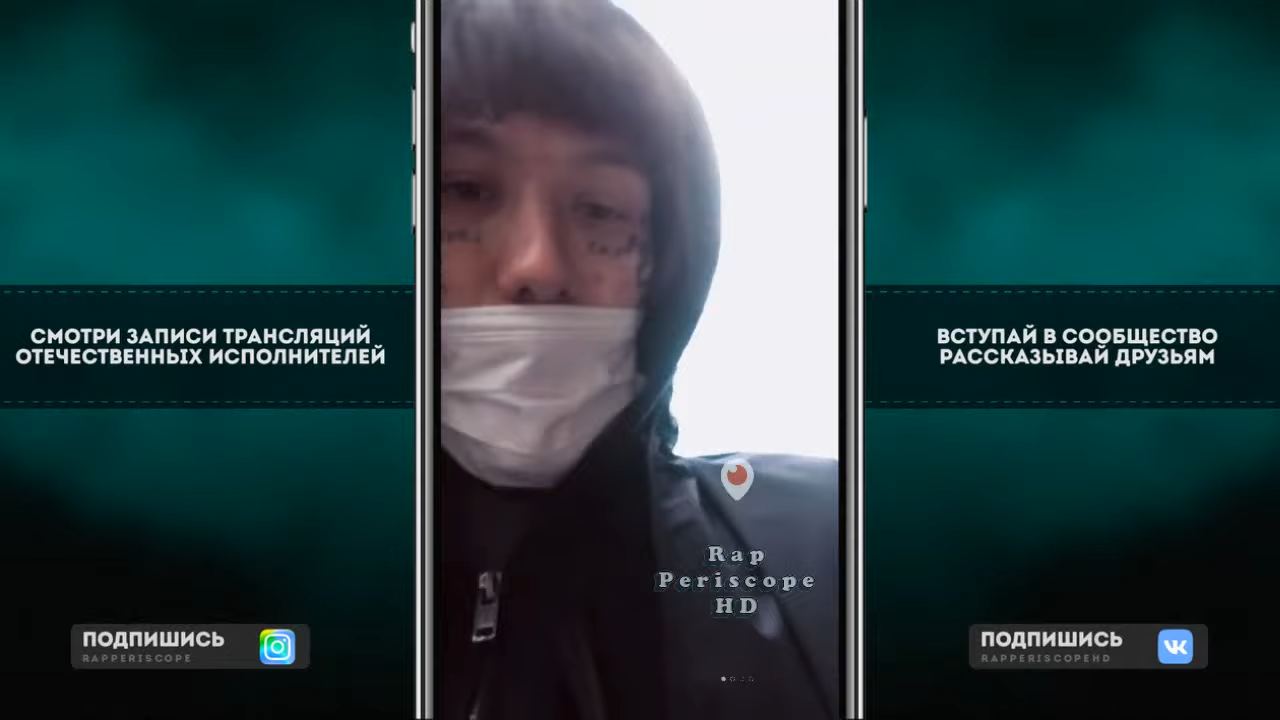 СМОТРИ ЗАПИСИ ТРАНСЛЯЦИЙ
ОТЕЧЕСТВЕННЫХ ИСПОЛНИТЕЛЕЙ
ВСТУПАЙ В СООБЩЕСТВО
РАССКАЗЫВАЙ ДРУЗЬЯМ
Rap
Periscope
HD
ПОДПИШИСЬ
RAPPERISCOPE
ПОДПИШИСЬ
RAPPERISCOPEHD